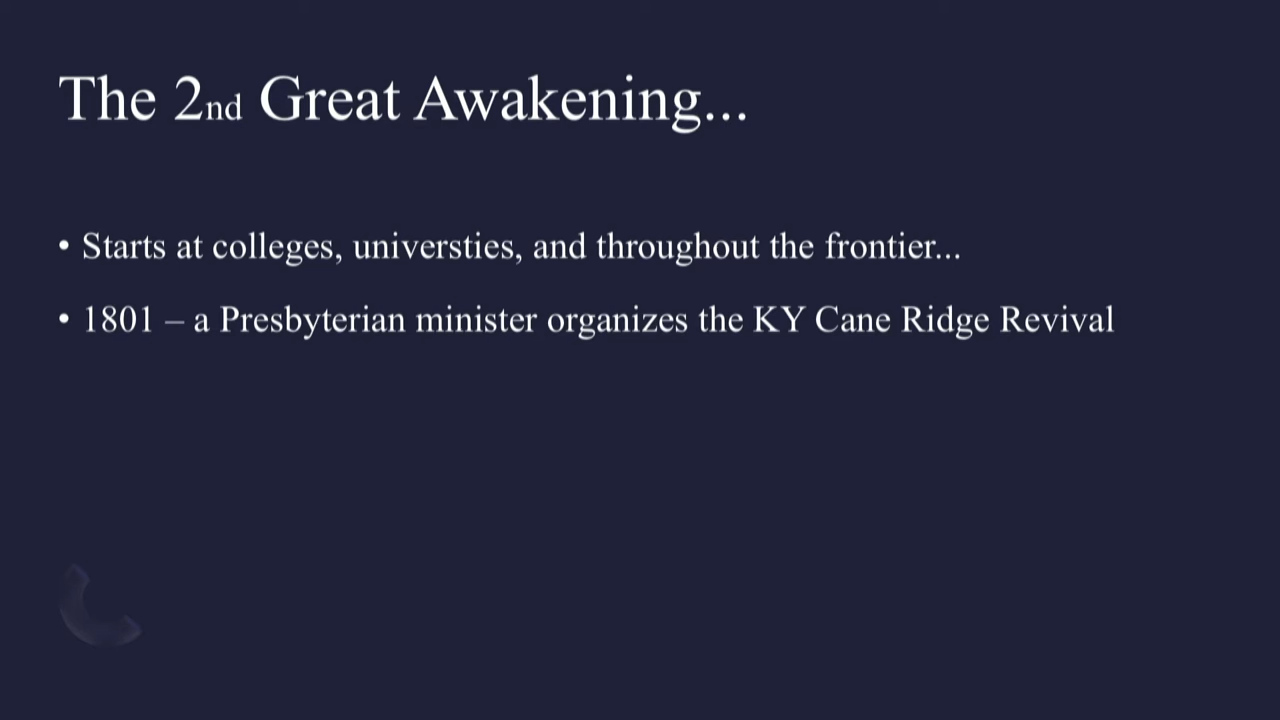 The 2nd Great Awakening...
• Starts at colleges, universties, and throughout the frontier...
• 1801 – a Presbyterian minister organizes the KY Cane Ridge Revival